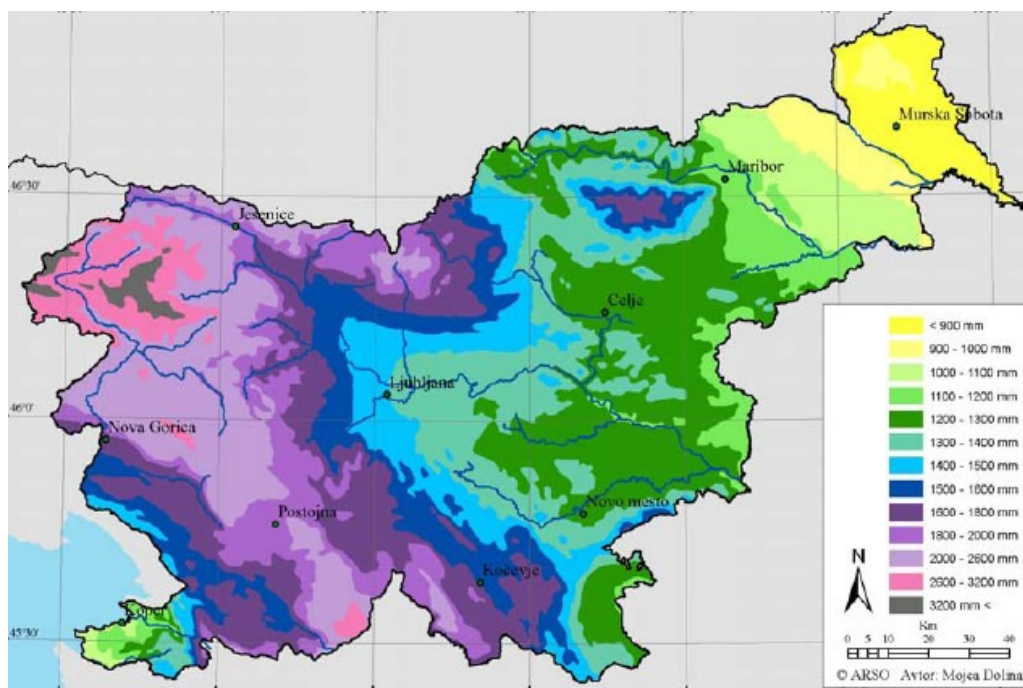 Murska Sobota
46°30'
Maribor
Jesenice
Celje
Ljubljana
46°0'
Nova Gorica
Novo mesto
Postojna
Kočevje
Koper
45°30'
< 900 mm
900 - 1000 mm
1000 - 1100 mm
1100 - 1200 mm
1200 - 1300 mm
1300 - 1400 mm
1400 - 1500 mm
1500 - 1600 mm
1600 - 1800 mm
1800 - 2000 mm
2000 - 2600 mm
2600 - 3200 mm
3200 mm <
N
Km
0 5 10 20 30 40
© ARSO Avtor: Mojca Dolinar